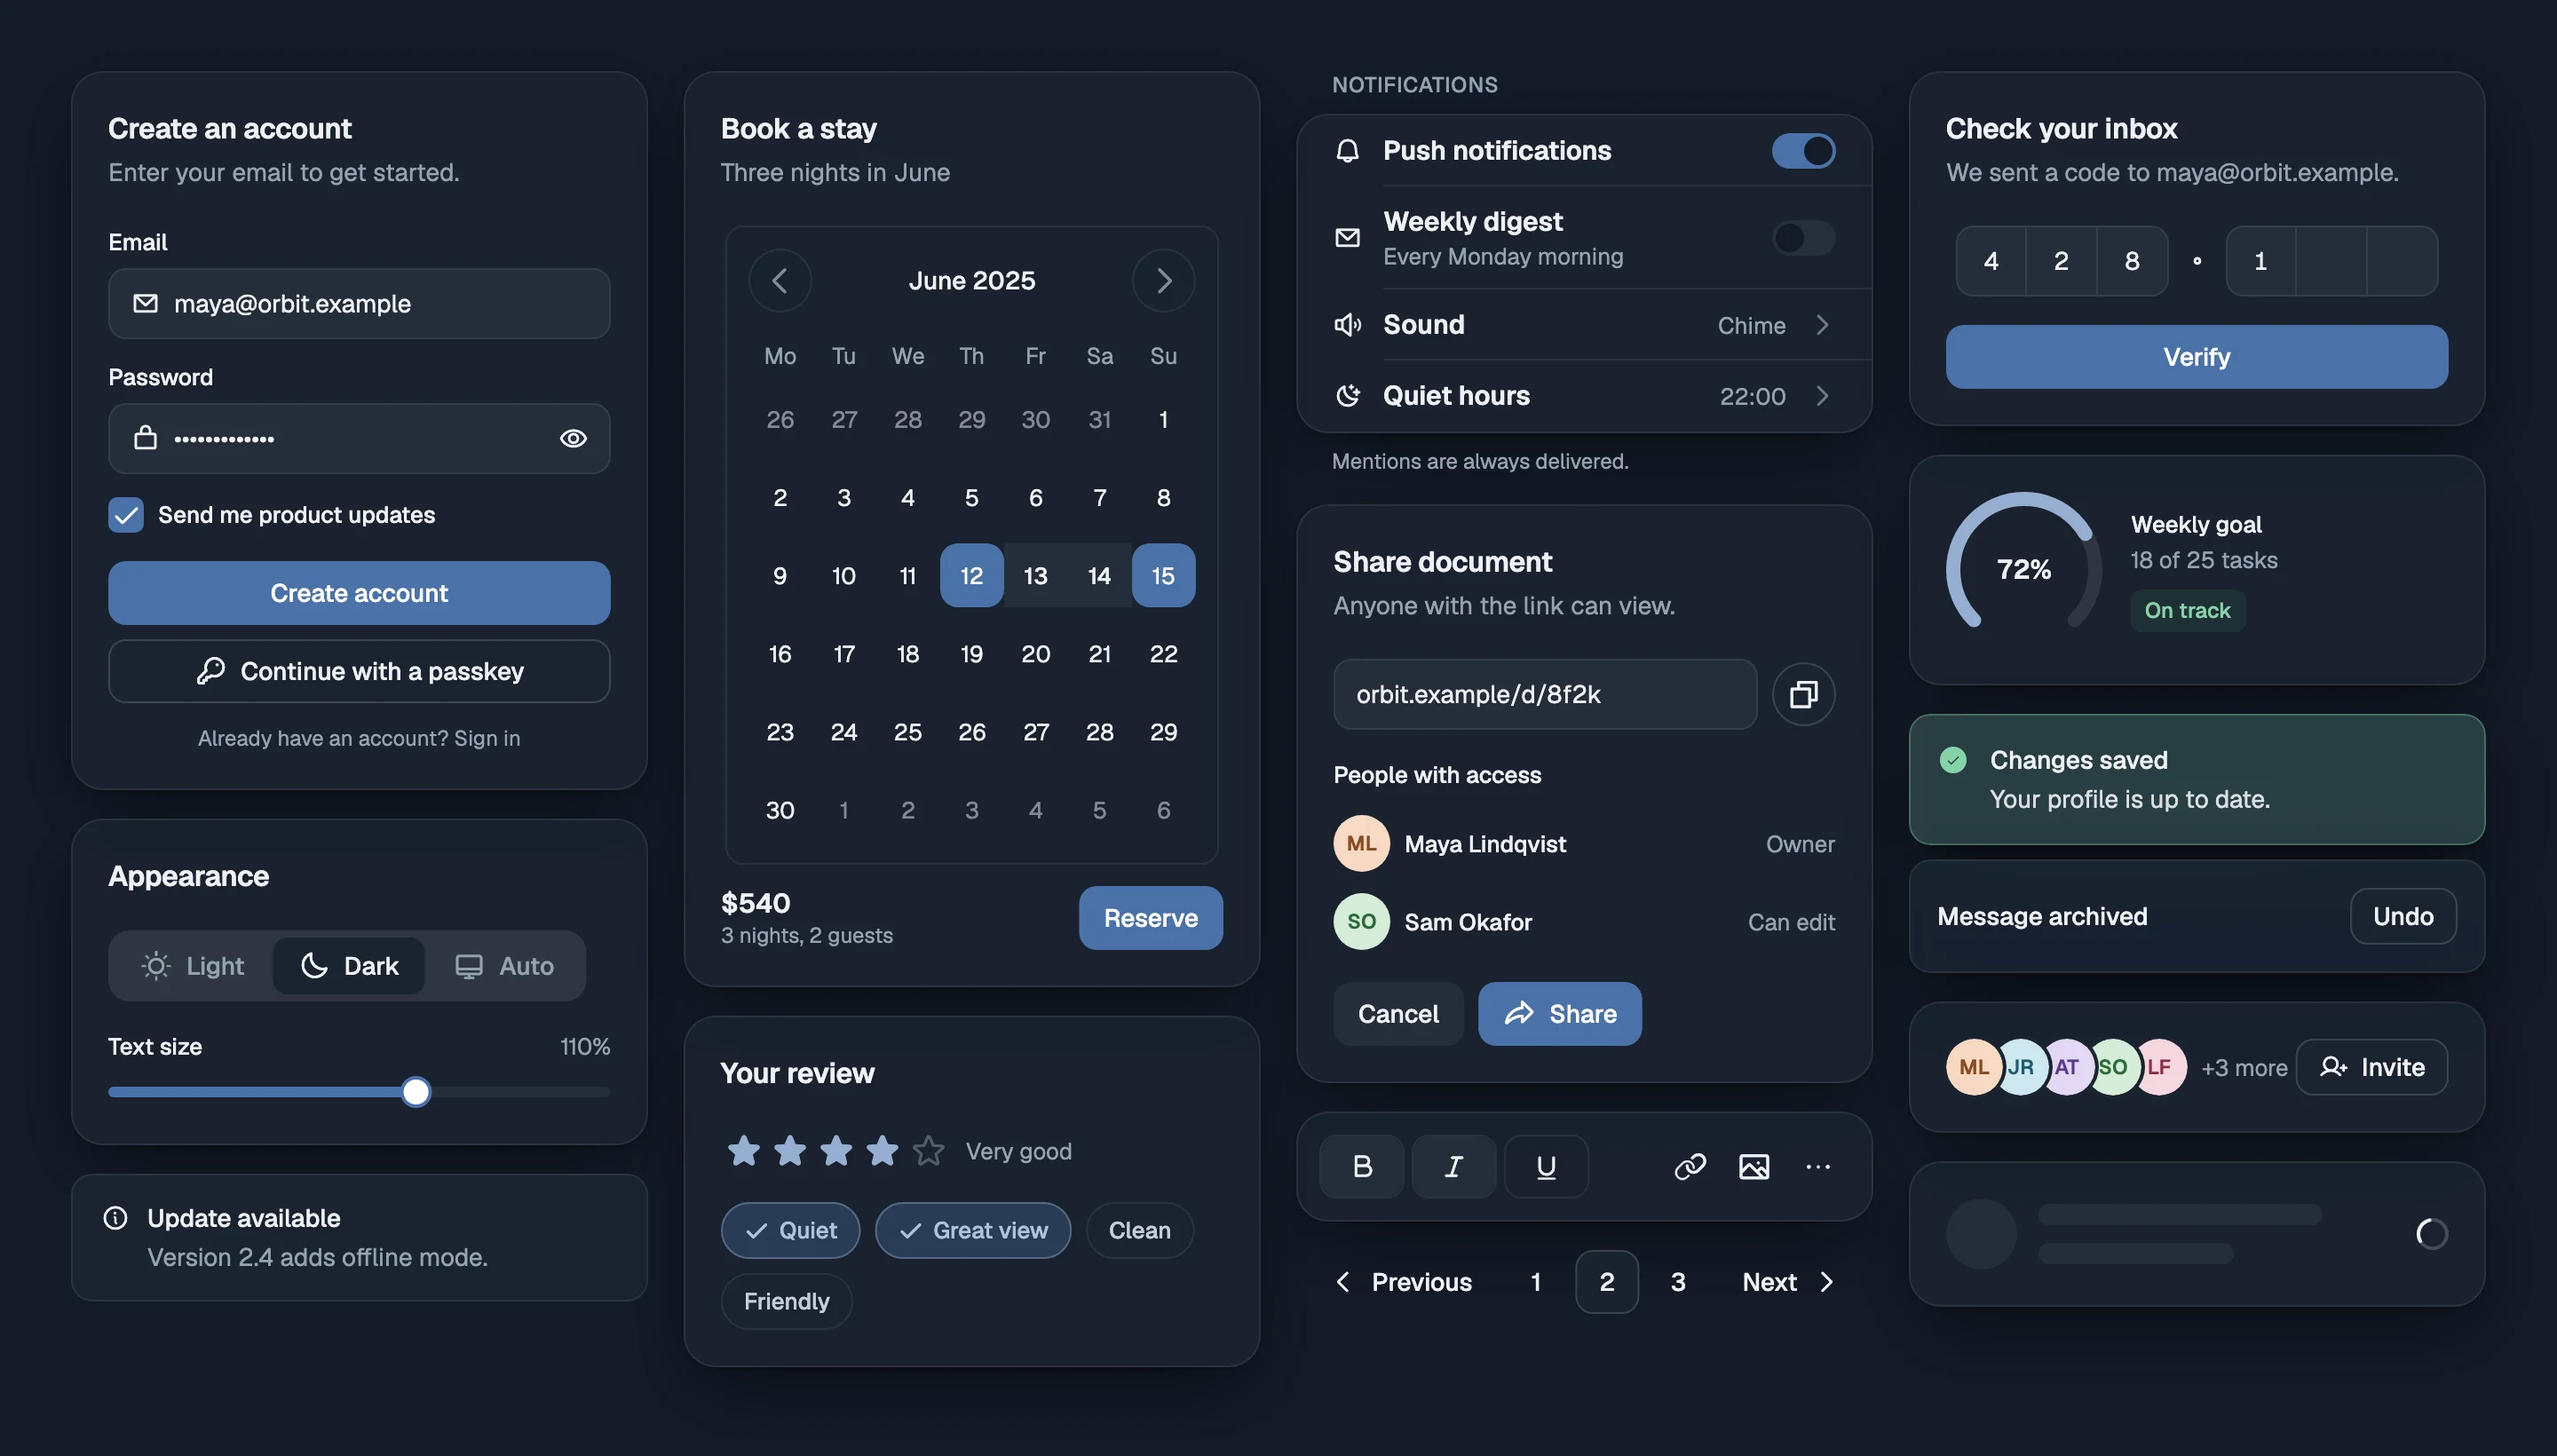 Create an account
Enter your email to get started.
Email
maya@orbit.example
Password
•••••••••••••
Send me product updates
Create account
Continue with a passkey
Already have an account? Sign in
Appearance
Light Dark Auto
Text size 110%
Update available
Version 2.4 adds offline mode.
Book a stay
Three nights in June
June 2025
Mo Tu We Th Fr Sa Su
26 27 28 29 30 31 1
2 3 4 5 6 7 8
9 10 11 12 13 14 15
16 17 18 19 20 21 22
23 24 25 26 27 28 29
30 1 2 3 4 5 6
$540
3 nights, 2 guests
Reserve
Your review
Very good
Quiet Great view Clean
Friendly
NOTIFICATIONS
Push notifications
Weekly digest
Every Monday morning
Sound Chime
Quiet hours 22:00
Mentions are always delivered.
Share document
Anyone with the link can view.
orbit.example/d/8f2k
People with access
ML Maya Lindqvist Owner
SO Sam Okafor Can edit
Cancel Share
B I U
Previous 1 2 3 Next
Check your inbox
We sent a code to maya@orbit.example.
4 2 8 1
Verify
72%
Weekly goal
18 of 25 tasks
On track
Changes saved
Your profile is up to date.
Message archived Undo
ML JR AT SO LF +3 more Invite